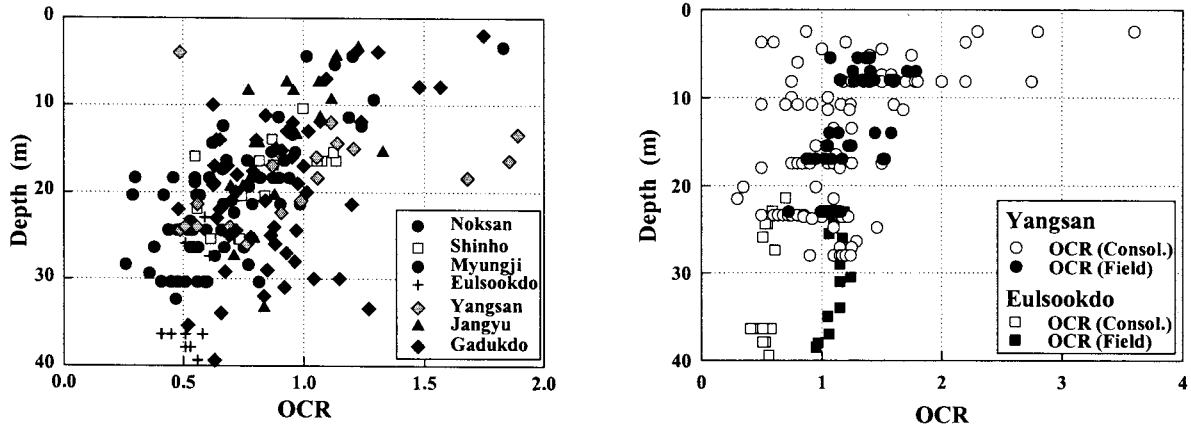 0
10
20
30
40
Depth (m)
0.0 0.5 1.0 1.5 2.0
OCR
Noksan
Shinho
Myungji
Eulsookdo
Yangsan
Jangyu
Gadukdo
0
10
20
30
40
Depth (m)
0 1 2 3 4
OCR
Yangsan
OCR (Consol.)
OCR (Field)
Eulsookdo
OCR (Consol.)
OCR (Field)